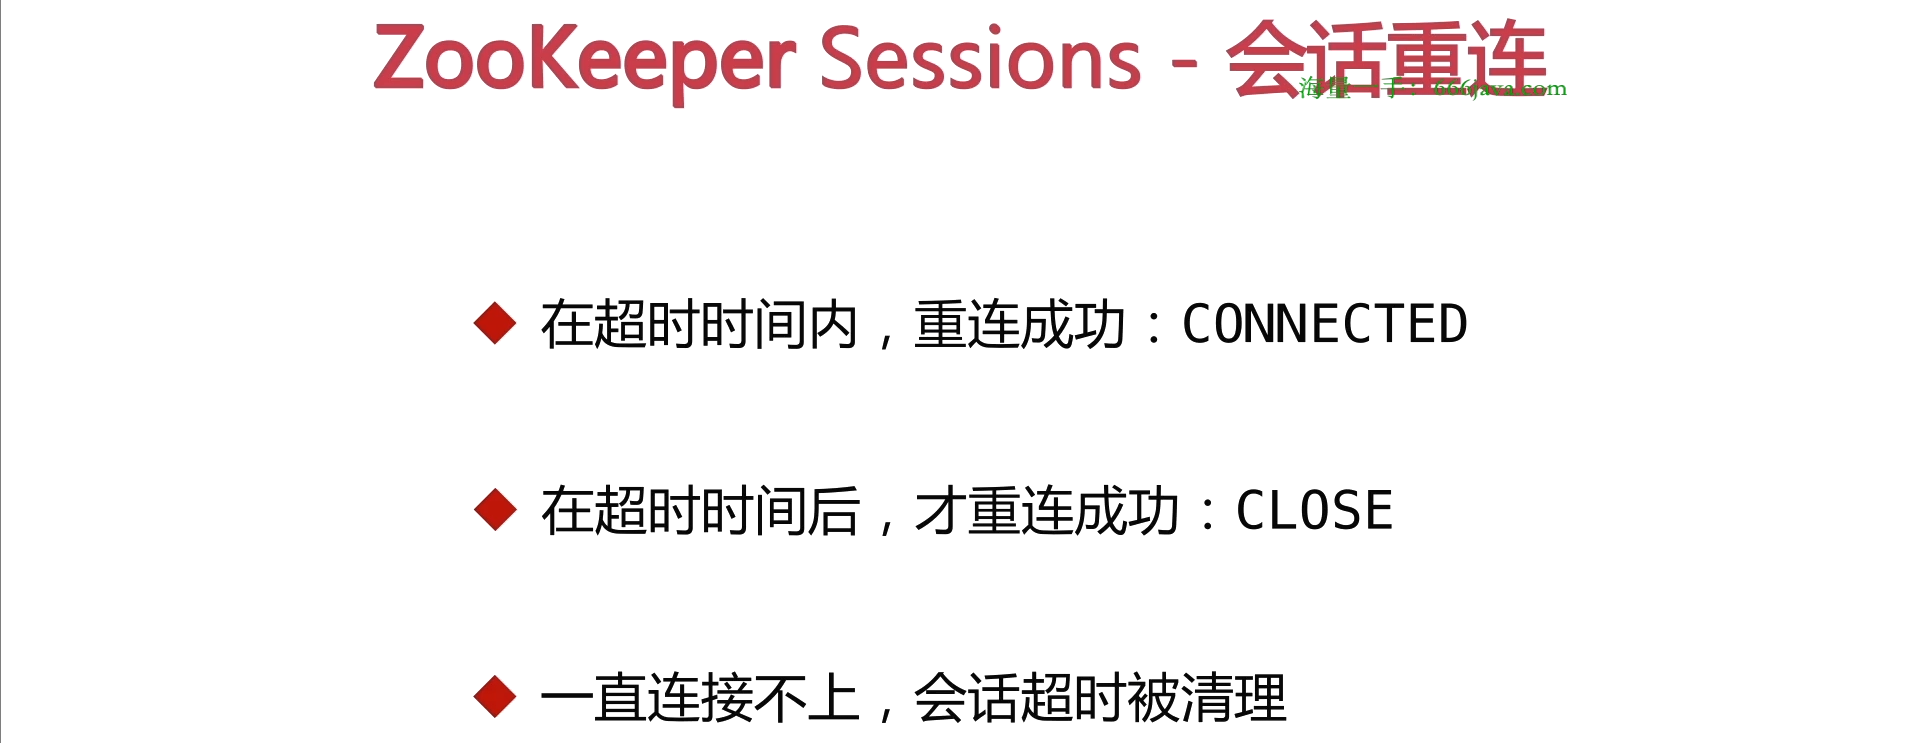 ZooKeeper Sessions - 会话重连
海量一手：666java.com
在超时时间内，重连成功：CONNECTED
在超时时间后，才重连成功：CLOSE
一直连接不上，会话超时被清理